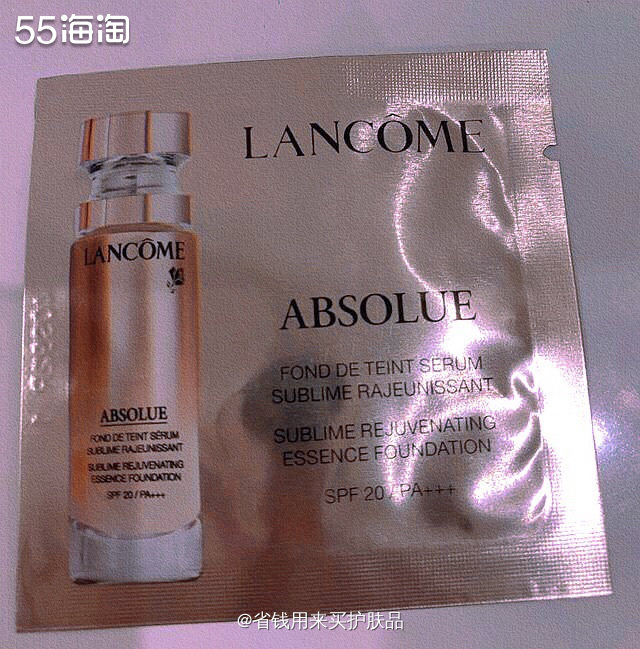 55海淘
LANCÔME
LANCÔME
ABSOLUE
FOND DE TEINT SÉRUM
SUBLIME RAJEUNISSANT
SUBLIME REJUVENATING
ESSENCE FOUNDATION
SPF 20 / PA+++
ABSOLUE
FOND DE TEINT SÉRUM
SUBLIME RAJEUNISSANT
SUBLIME REJUVENATING
ESSENCE FOUNDATION
SPF 20 / PA+++
@省钱用来买护肤品